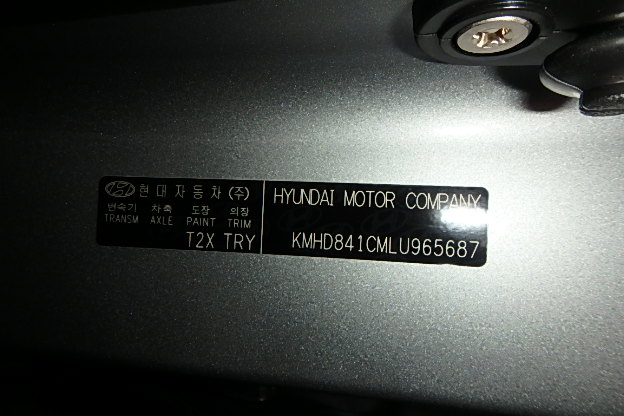 현대자동차(주)
변속기 차축 도장 의장
TRANSM AXLE PAINT TRIM
T2X TRY
HYUNDAI MOTOR COMPANY
KMHD841CMLU965687